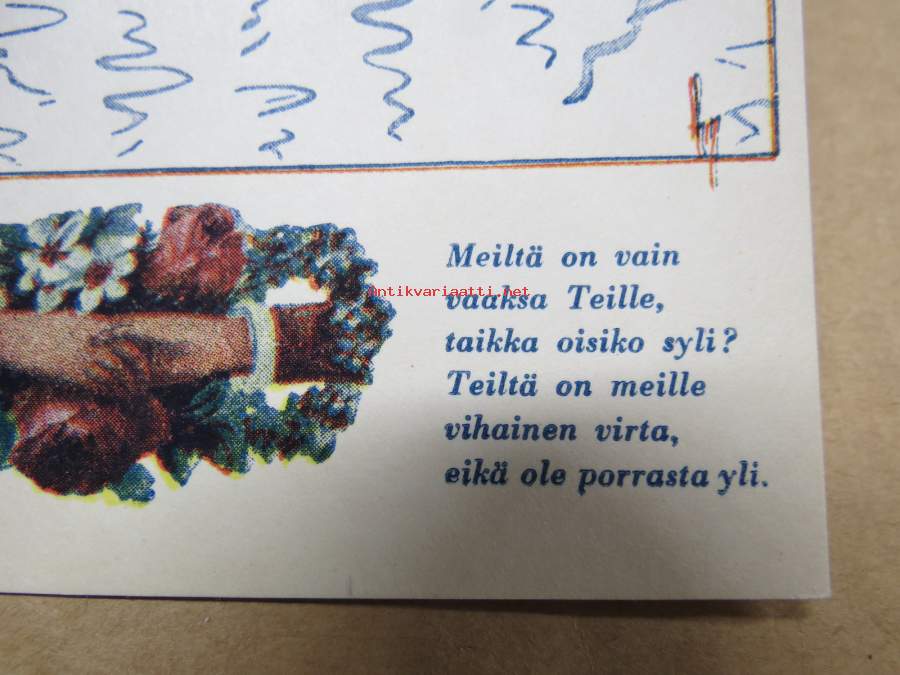 Meiltä on vain
antikvariaatti.net
vaaksa Teille,
taikka oisiko syli?
Teiltä on meille
vihainen virta,
eikä ole porrasta yli.